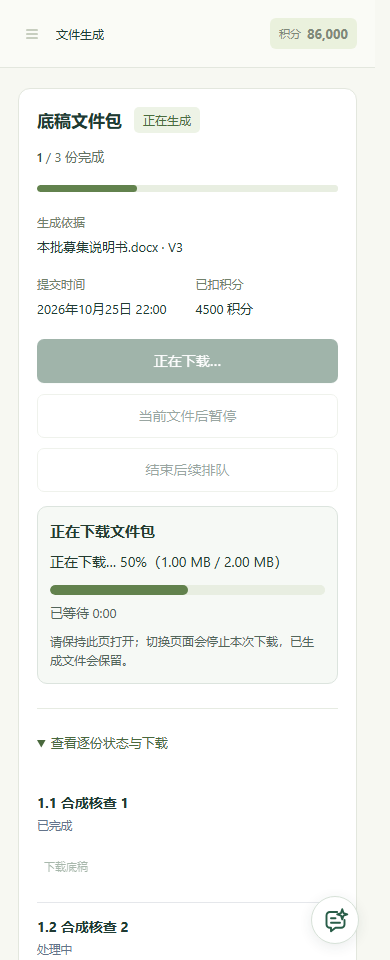 文件生成
积分 86,000
底稿文件包 正在生成
1 / 3 份完成
生成依据
本批募集说明书.docx · V3
提交时间 已扣积分
2026年10月25日 22:00 4500 积分
正在下载...
当前文件后暂停
结束后续排队
正在下载文件包
正在下载... 50%（1.00 MB / 2.00 MB）
已等待 0:00
请保持此页打开；切换页面会停止本次下载，已生
成文件会保留。
▼ 查看逐份状态与下载
1.1 合成核查 1
已完成
下载底稿
1.2 合成核查 2
处理中